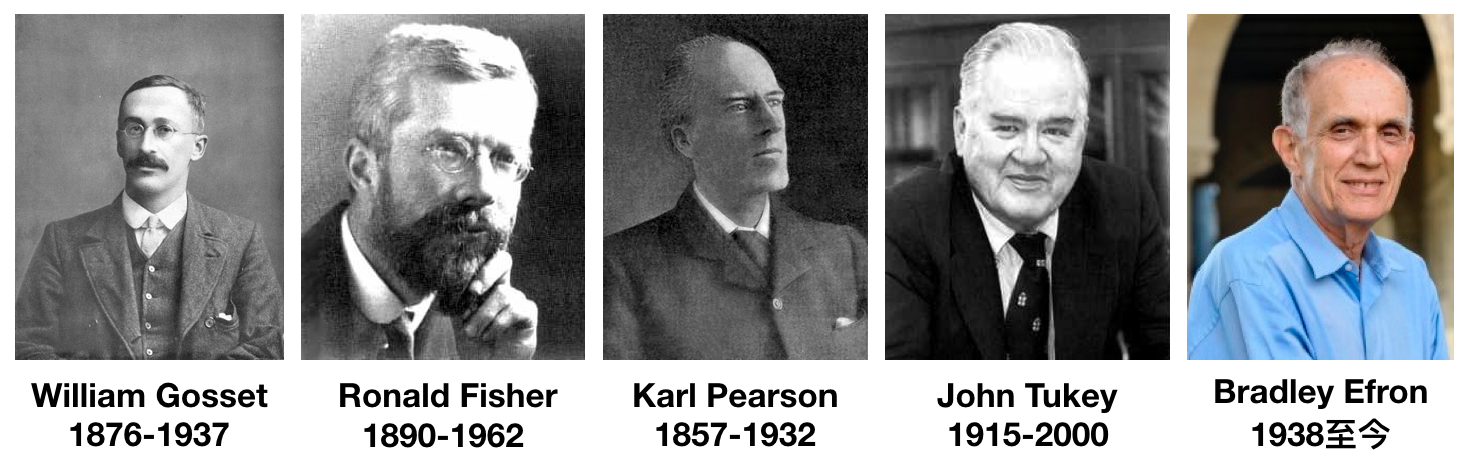 William Gosset
1876-1937
Ronald Fisher
1890-1962
Karl Pearson
1857-1932
John Tukey
1915-2000
Bradley Efron
1938至今